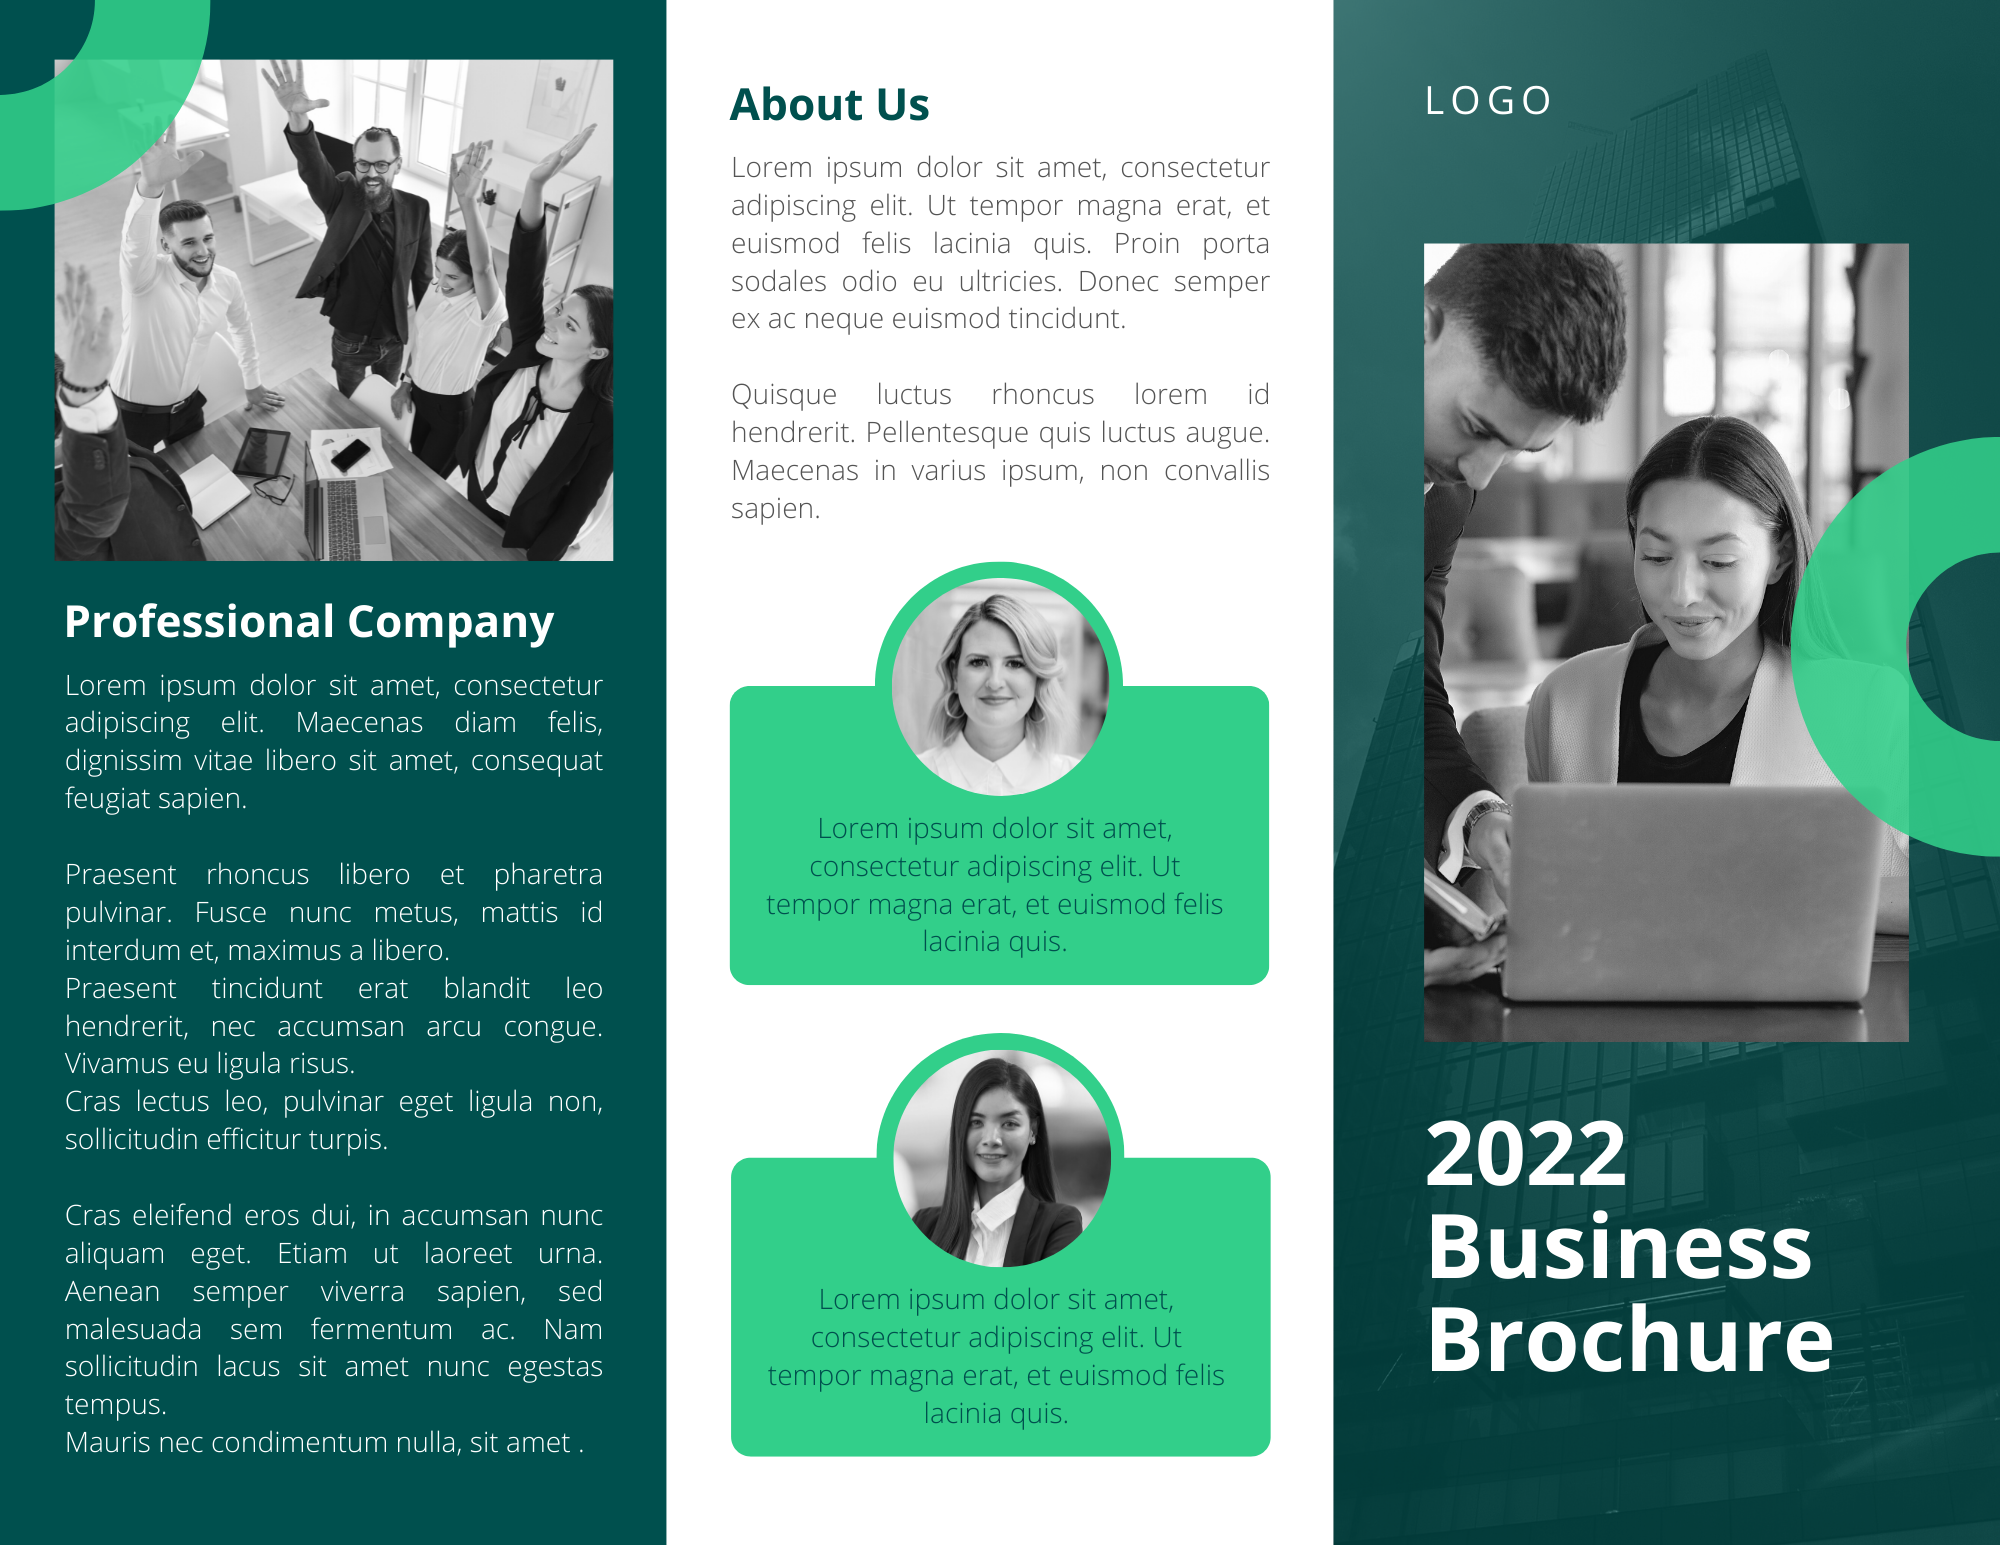 Professional Company
Lorem ipsum dolor sit amet, consectetur
adipiscing elit. Maecenas diam felis,
dignissim vitae libero sit amet, consequat
feugiat sapien.
Praesent rhoncus libero et pharetra
pulvinar. Fusce nunc metus, mattis id
interdum et, maximus a libero.
Praesent tincidunt erat blandit leo
hendrerit, nec accumsan arcu congue.
Vivamus eu ligula risus.
Cras lectus leo, pulvinar eget ligula non,
sollicitudin efficitur turpis.
Cras eleifend eros dui, in accumsan nunc
aliquam eget. Etiam ut laoreet urna.
Aenean semper viverra sapien, sed
malesuada sem fermentum ac. Nam
sollicitudin lacus sit amet nunc egestas
tempus.
Mauris nec condimentum nulla, sit amet .
About Us
Lorem ipsum dolor sit amet, consectetur
adipiscing elit. Ut tempor magna erat, et
euismod felis lacinia quis. Proin porta
sodales odio eu ultricies. Donec semper
ex ac neque euismod tincidunt.
Quisque luctus rhoncus lorem id
hendrerit. Pellentesque quis luctus augue.
Maecenas in varius ipsum, non convallis
sapien.
Lorem ipsum dolor sit amet,
consectetur adipiscing elit. Ut
tempor magna erat, et euismod felis
lacinia quis.
Lorem ipsum dolor sit amet,
consectetur adipiscing elit. Ut
tempor magna erat, et euismod felis
lacinia quis.
LOGO
2022
Business
Brochure